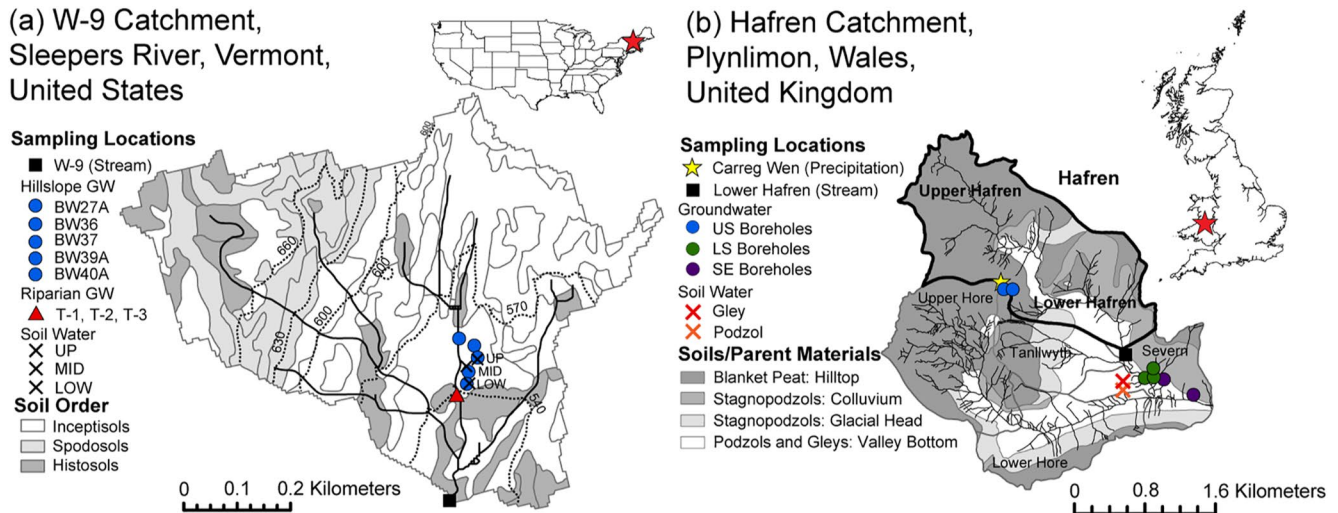 (a) W-9 Catchment,
Sleepers River, Vermont,
United States
Sampling Locations
W-9 (Stream)
Hillslope GW
BW27A
BW36
BW37
BW39A
BW40A
Riparian GW
T-1, T-2, T-3
Soil Water
UP
MID
LOW
Soil Order
Inceptisols
Spodosols
Histosols
0 0.1 0.2 Kilometers
600
660
600
600
630
570
540
UP
MID
LOW
(b) Hafren Catchment,
Plynlimon, Wales,
United Kingdom
Sampling Locations
Carreg Wen (Precipitation)
Lower Hafren (Stream)
Groundwater
US Boreholes
LS Boreholes
SE Boreholes
Soil Water
Gley
Podzol
Soils/Parent Materials
Blanket Peat: Hilltop
Stagnopodzols: Colluvium
Stagnopodzols: Glacial Head
Podzols and Gleys: Valley Bottom
Upper Hafren
Hafren
Upper Hore
Lower Hafren
Tanllwyth
Severn
Lower Hore
0 0.8 1.6 Kilometers